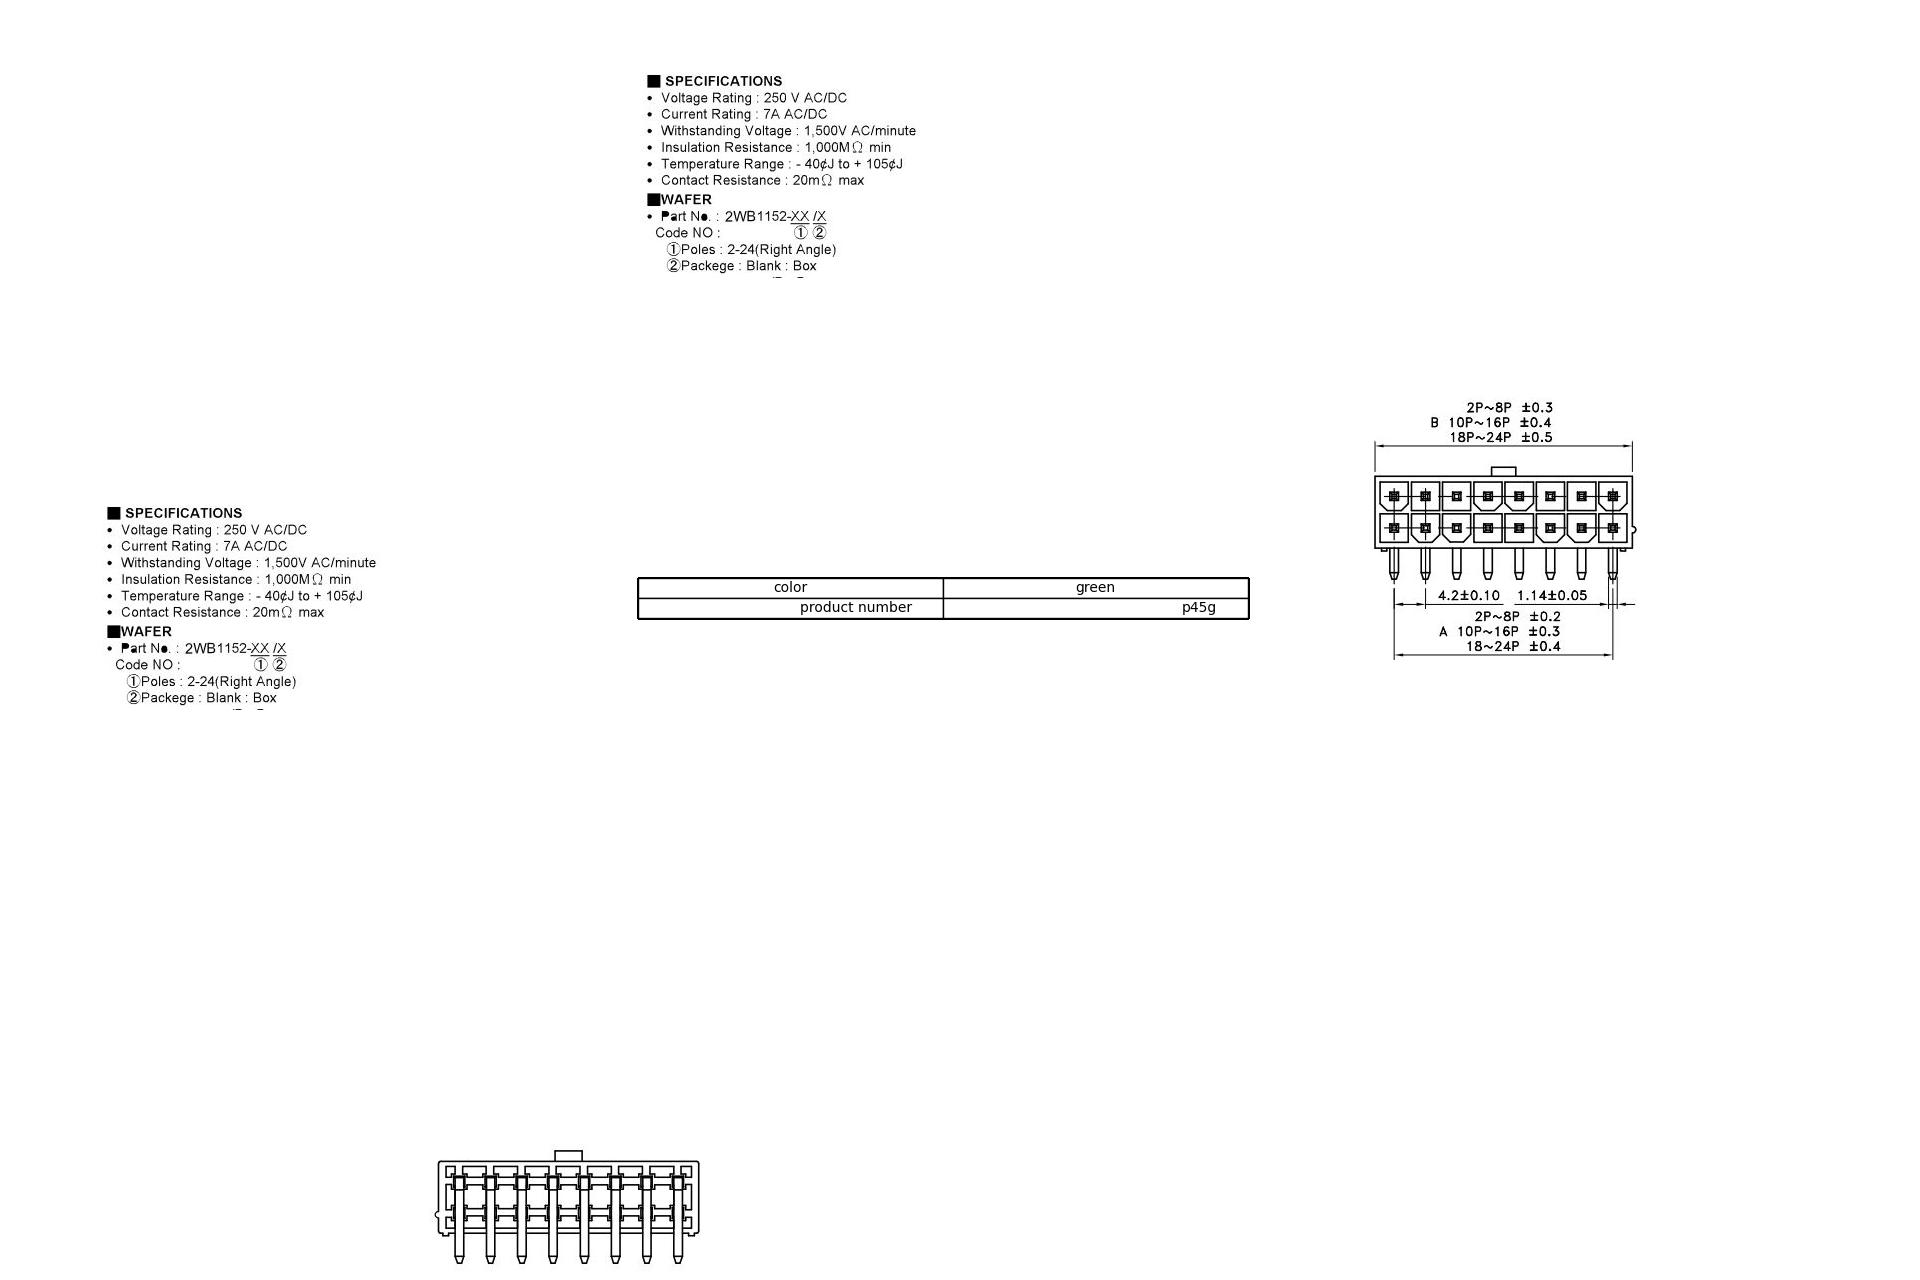 ■ SPECIFICATIONS
• Voltage Rating : 250 V AC/DC
• Current Rating : 7A AC/DC
• Withstanding Voltage : 1,500V AC/minute
• Insulation Resistance : 1,000MΩ min
• Temperature Range : - 40¢J to + 105¢J
• Contact Resistance : 20mΩ max
■WAFER
• Part No. : 2WB1152-XX /X
Code NO : ① ②
①Poles : 2-24(Right Angle)
②Packege : Blank : Box
2P~8P ±0.3
B 10P~16P ±0.4
18P~24P ±0.5
■ SPECIFICATIONS
• Voltage Rating : 250 V AC/DC
• Current Rating : 7A AC/DC
• Withstanding Voltage : 1,500V AC/minute
• Insulation Resistance : 1,000MΩ min
• Temperature Range : - 40¢J to + 105¢J
• Contact Resistance : 20mΩ max
■WAFER
• Part No. : 2WB1152-XX /X
Code NO : ① ②
①Poles : 2-24(Right Angle)
②Packege : Blank : Box
color green
product number p45g
4.2±0.10 1.14±0.05
2P~8P ±0.2
A 10P~16P ±0.3
18~24P ±0.4